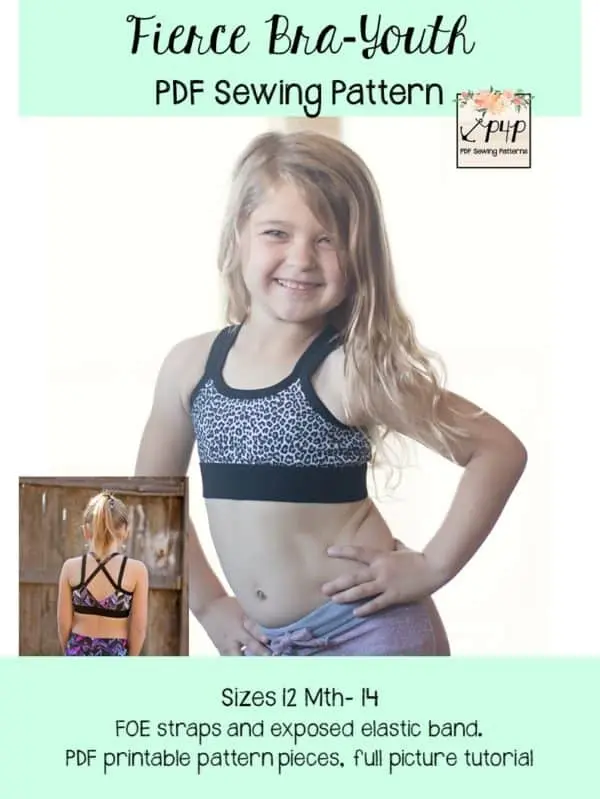 Fierce Bra-Youth
PDF Sewing Pattern
P4P
PDF Sewing Patterns
Sizes 12 Mth- 14
FOE straps and exposed elastic band.
PDF printable pattern pieces, full picture tutorial